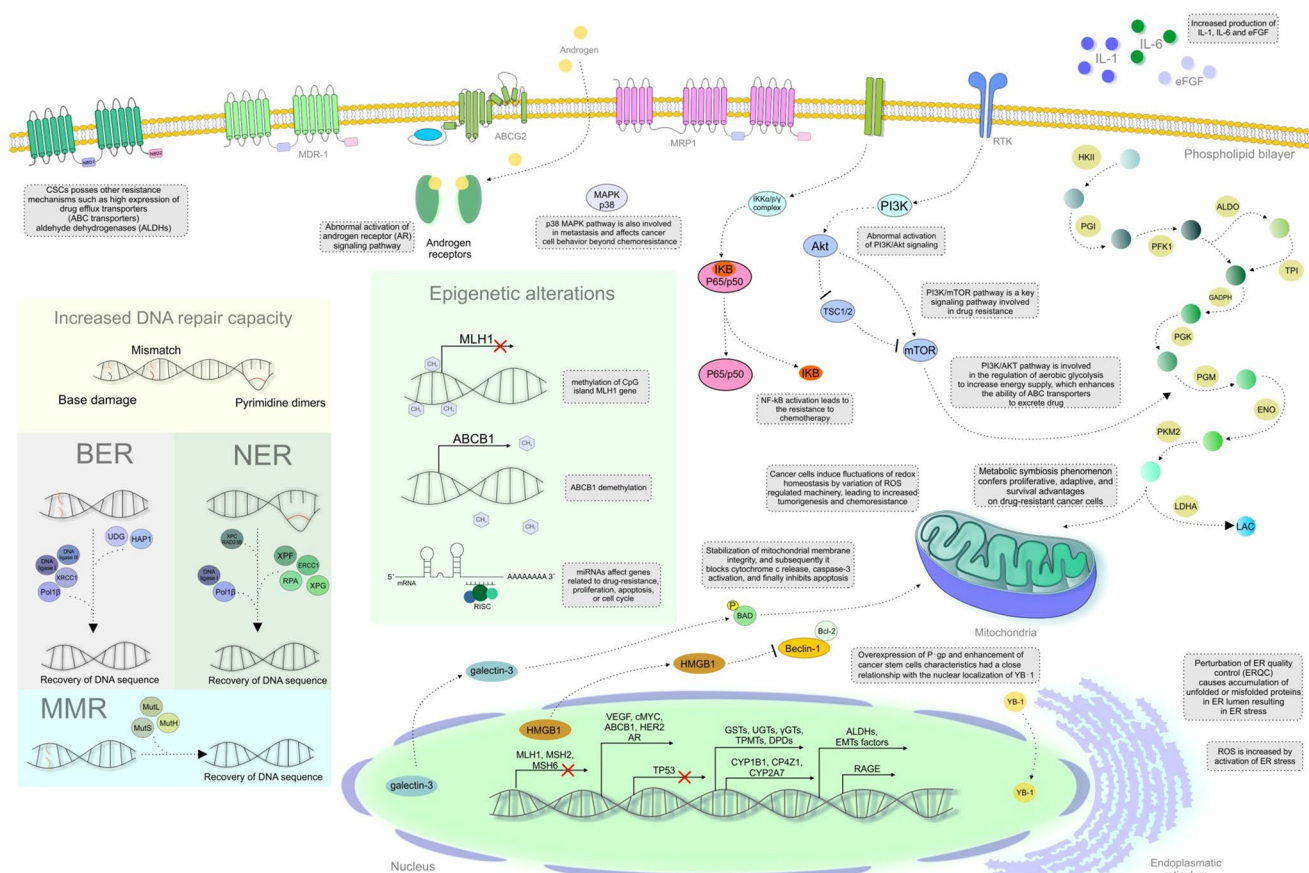 Androgen
Increased production of
IL-1, IL-6 and eFGF
IL-6
IL-1
eFGF
NBD1
NBD2
MDR-1
ABCG2
MRP1
RTK
Phospholipid bilayer
CSCs posses other resistance
mechanisms such as high expression of
drug efflux transporters
(ABC transporters)
aldehyde dehydrogenases (ALDHs)
Abnormal activation of
androgen receptor (AR)
signaling pathway
Androgen
receptors
MAPK
p38
p38 MAPK pathway is also involved
in metastasis and affects cancer
cell behavior beyond chemoresistance
IKKα/β/γ
complex
PI3K
Akt
Abnormal activation
of PI3K/Akt signaling
IKB
P65/p50
TSC1/2
mTOR
PI3K/mTOR pathway is a key
signaling pathway involved
in drug resistance
P65/p50
IKB
NF-kB activation leads to
the resistance to
chemotherapy
PI3K/AKT pathway is involved
in the regulation of aerobic glycolysis
to increase energy supply, which enhances
the ability of ABC transporters
to excrete drug
HKII
PGI
PFK1
ALDO
TPI
GADPH
PGK
PGM
ENO
PKM2
LDHA
LAC
Increased DNA repair capacity
Mismatch
Base damage
Pyrimidine dimers
BER
UDG
HAP1
DNA
ligase III
DNA
ligase I
XRCC1
Pol1β
Recovery of DNA sequence
NER
XPC
RAD23B
XPF
ERCC1
DNA
ligase I
RPA
XPG
Pol1β
Recovery of DNA sequence
MMR
MutL
MutS
MutH
Recovery of DNA sequence
Epigenetic alterations
MLH1
CH₃
CH₃
CH₃
methylation of CpG
island MLH1 gene
ABCB1
CH₃
ABCB1 demethylation
CH₃
CH₃
5´
mRNA
AAAAAAAA 3´
RISC
miRNAs affect genes
related to drug-resistance,
proliferation, apoptosis,
or cell cycle
Cancer cells induce fluctuations of redox
homeostasis by variation of ROS
regulated machinery, leading to increased
tumorigenesis and chemoresistance
Metabolic symbiosis phenomenon
confers proliferative, adaptive, and
survival advantages
on drug-resistant cancer cells
Stabilization of mitochondrial membrane
integrity, and subsequently it
blocks cytochrome c release, caspase-3
activation, and finally inhibits apoptosis
Mitochondria
P
BAD
Bcl-2
Beclin-1
galectin-3
HMGB1
Overexpression of P-gp and enhancement of
cancer stem cells characteristics had a close
relationship with the nuclear localization of YB-1
YB-1
Perturbation of ER quality
control (ERQC)
causes accumulation of
unfolded or misfolded proteins
in ER lumen resulting
in ER stress
ROS is increased by
activation of ER stress
HMGB1
galectin-3
MLH1, MSH2,
MSH6
VEGF, cMYC,
ABCB1, HER2
AR
TP53
GSTs, UGTs, γGTs,
TPMTs, DPDs
CYP1B1, CP4Z1,
CYP2A7
ALDHs,
EMTs factors
RAGE
YB-1
Nucleus
Endoplasmatic